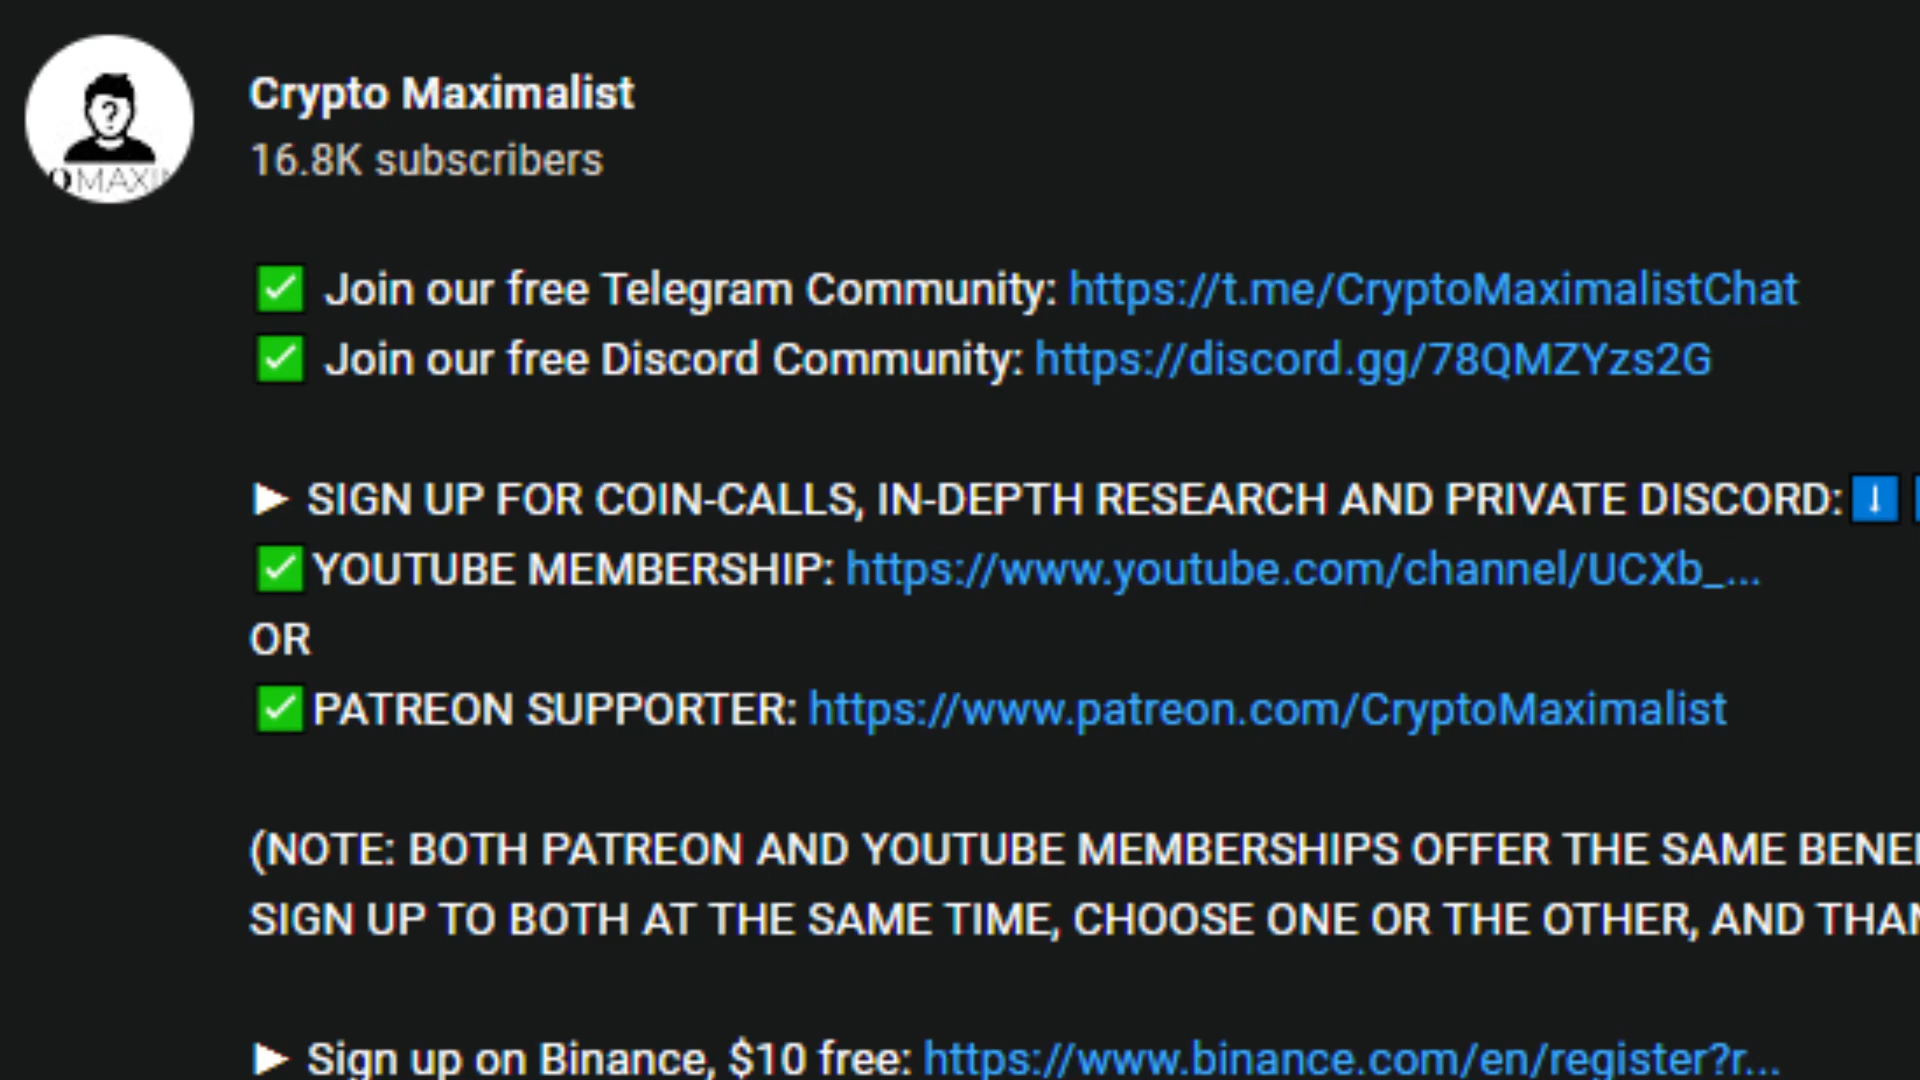 Crypto Maximalist
16.8K subscribers
? 
MAXI
✅ Join our free Telegram Community: https://t.me/CryptoMaximalistChat
✅ Join our free Discord Community: https://discord.gg/78QMZYzs2G
► SIGN UP FOR COIN-CALLS, IN-DEPTH RESEARCH AND PRIVATE DISCORD: ⬇
✅ YOUTUBE MEMBERSHIP: https://www.youtube.com/channel/UCXb_...
OR
✅ PATREON SUPPORTER: https://www.patreon.com/CryptoMaximalist
(NOTE: BOTH PATREON AND YOUTUBE MEMBERSHIPS OFFER THE SAME
SIGN UP TO BOTH AT THE SAME TIME, CHOOSE ONE OR THE OTHER, AND
► Sign up on Binance, $10 free: https://www.binance.com/en/register?r...